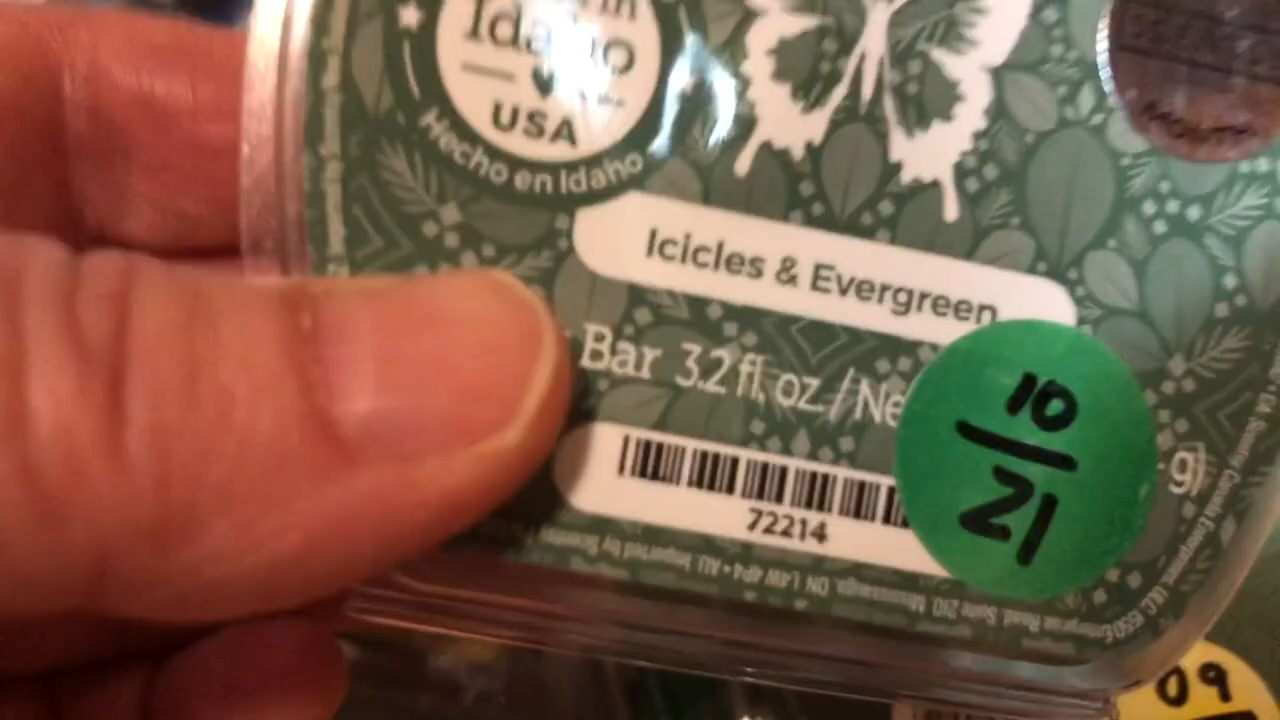 Idaho
USA
Hecho en Idaho
Icicles & Evergreen
Bar 3.2 fl. oz. / Ne
g)
72214
10
21
09